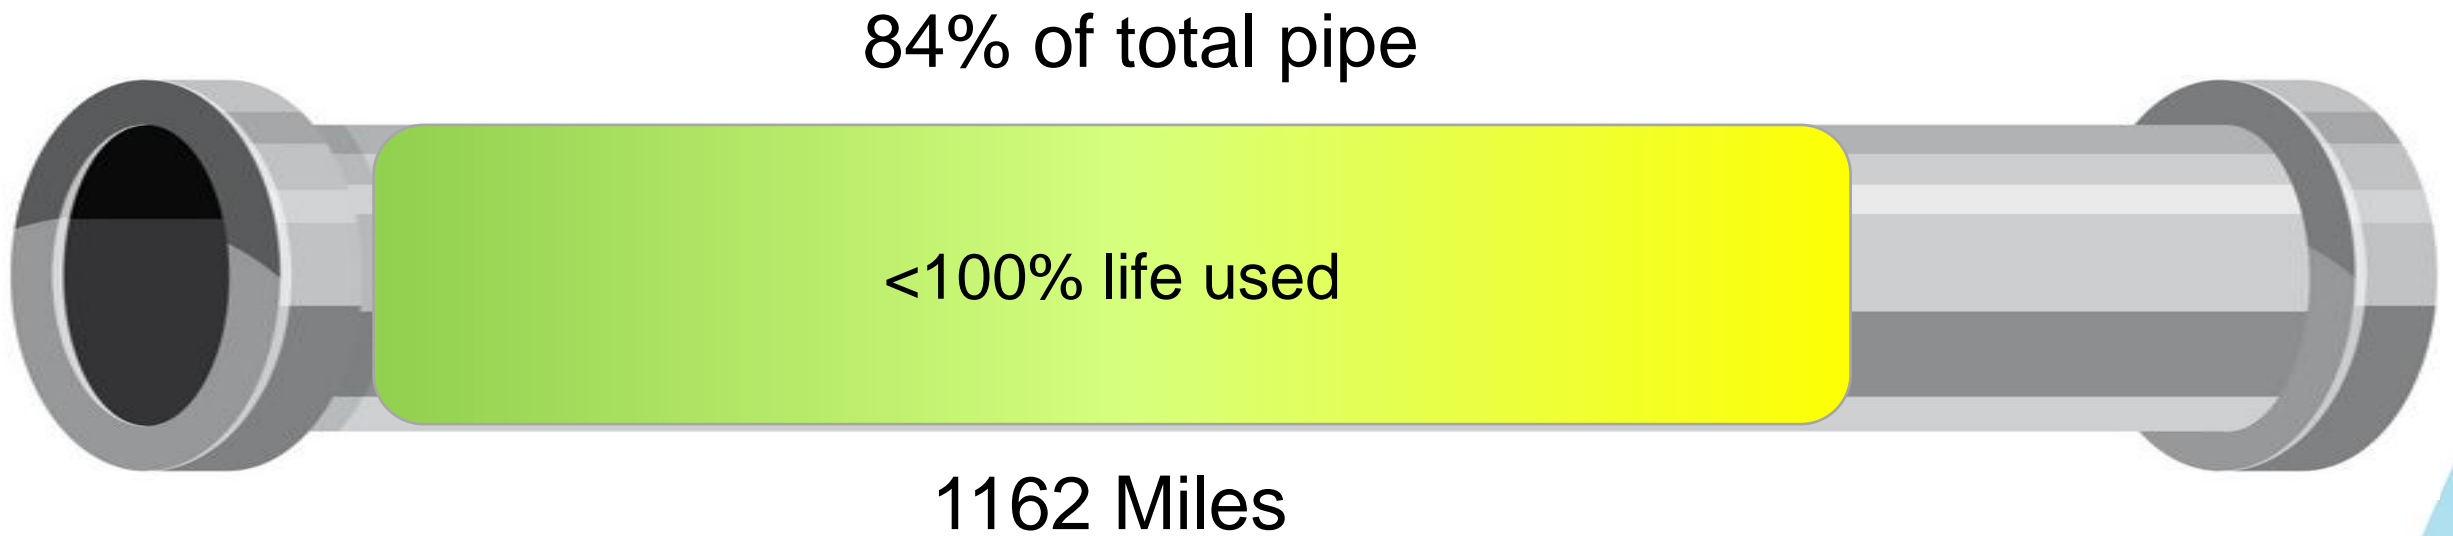 84% of total pipe
<100% life used
1162 Miles